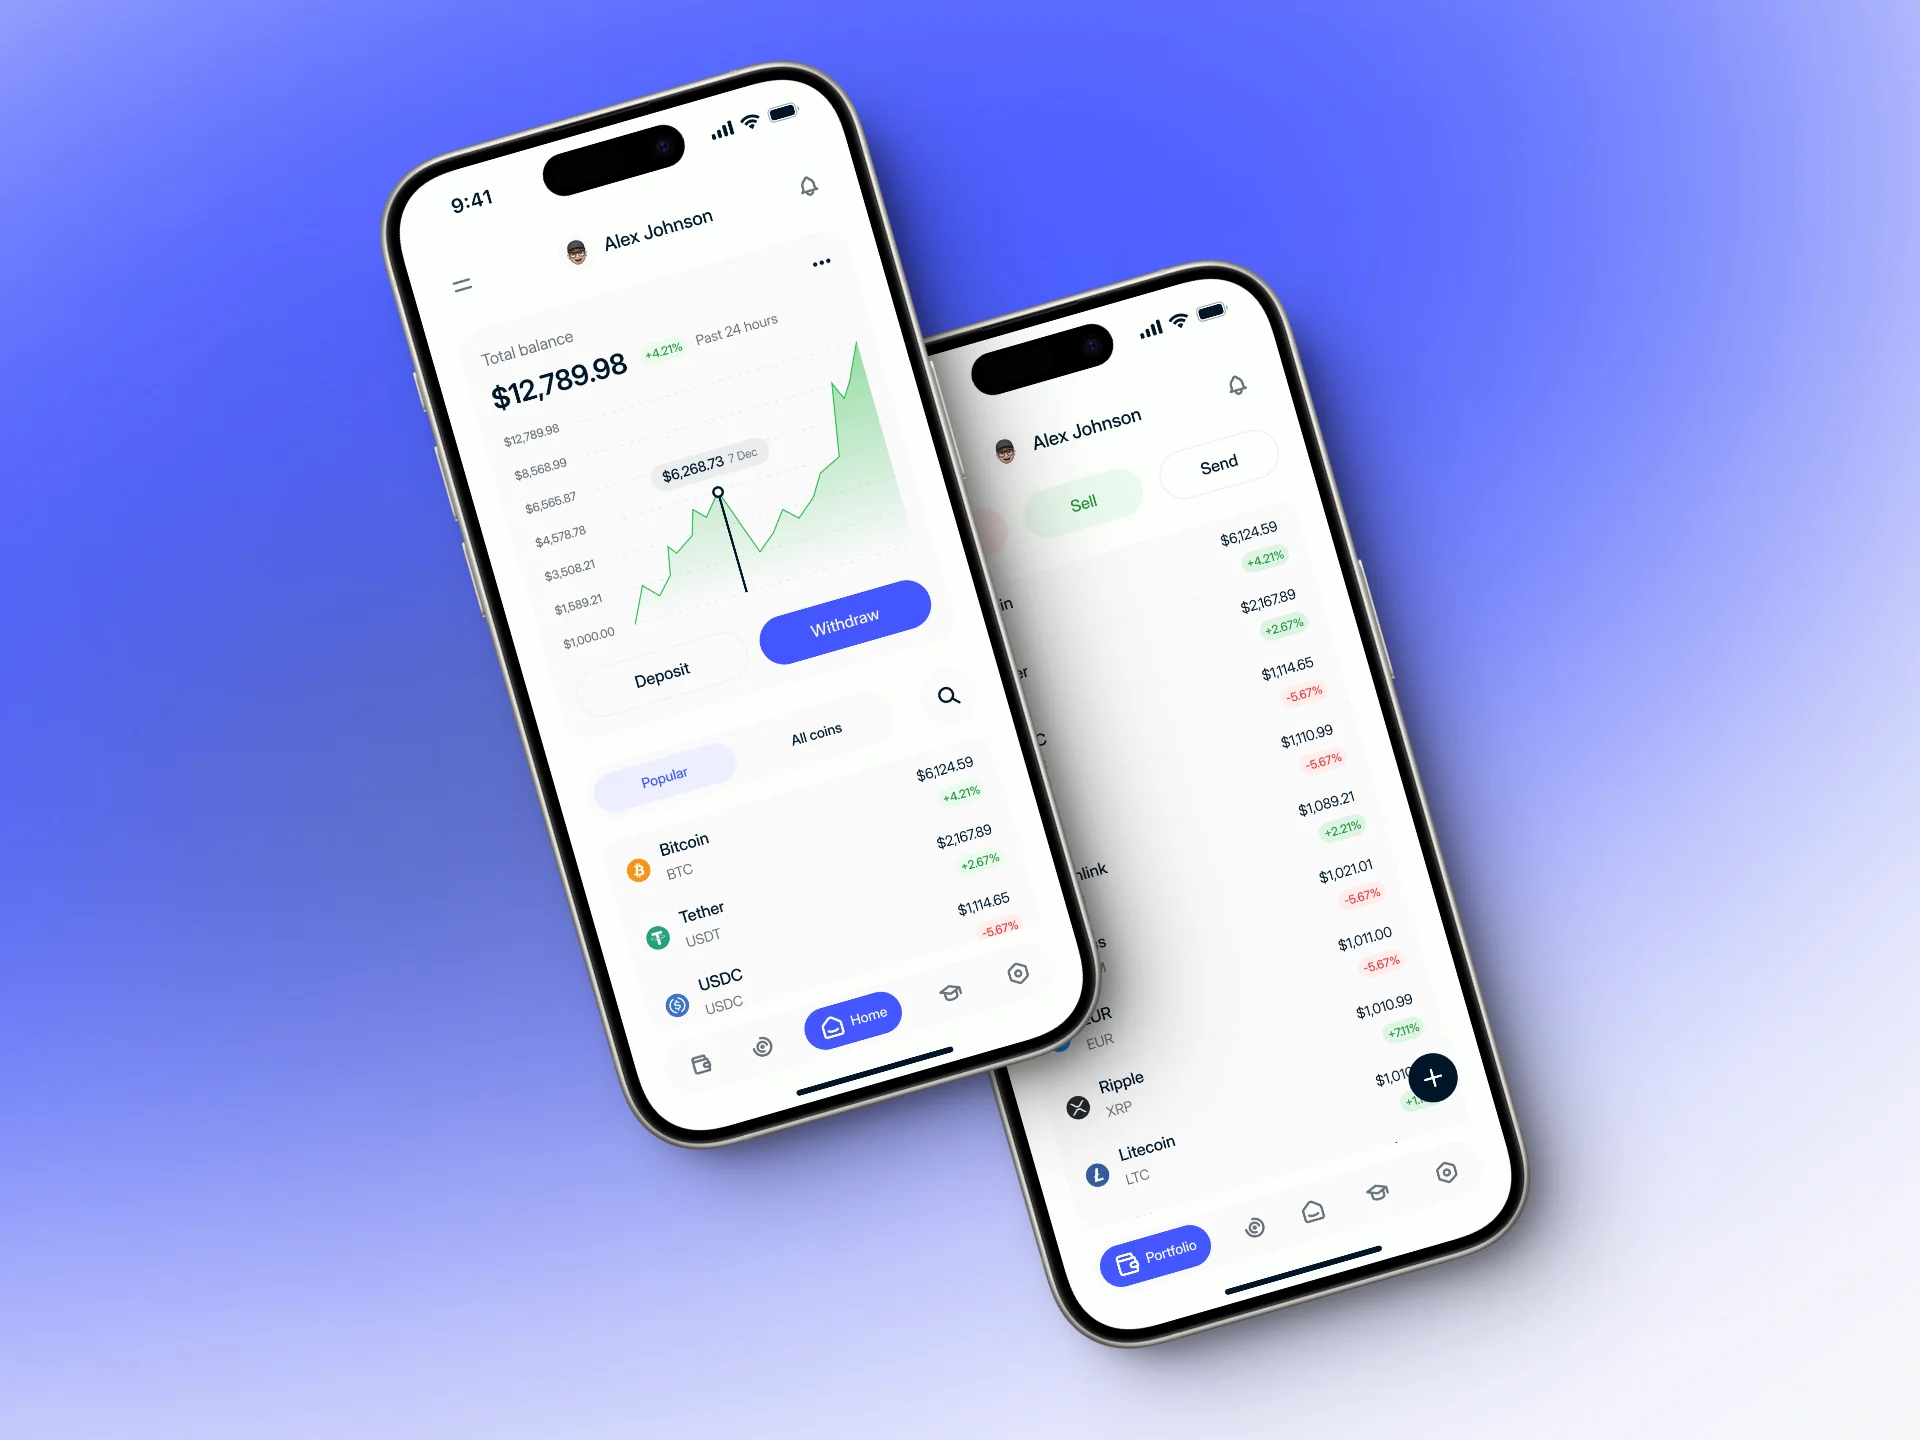 9:41
Alex Johnson
Total balance
$12,789.98 +4.21% Past 24 hours
$12,789.98
$8,568.99
$6,565.87
$4,578.78
$3,508.21
$1,589.21
$1,000.00
$6,268.73 7 Dec
Deposit
Withdraw
Popular
All coins
Bitcoin
BTC
$6,124.59
+4.21%
Tether
USDT
$2,167.89
+2.67%
USDC
USDC
$1,114.65
-5.67%
Home
Alex Johnson
Sell
Send
in
$6,124.59
+4.21%
$2,167.89
+2.67%
$1,114.65
-5.67%
$1,110.99
-5.67%
$1,089.21
+2.21%
nlink
$1,021.01
-5.67%
$1,011.00
-5.67%
EUR
$1,010.99
+7.11%
Ripple
XRP
$1,010
Litecoin
LTC
Portfolio